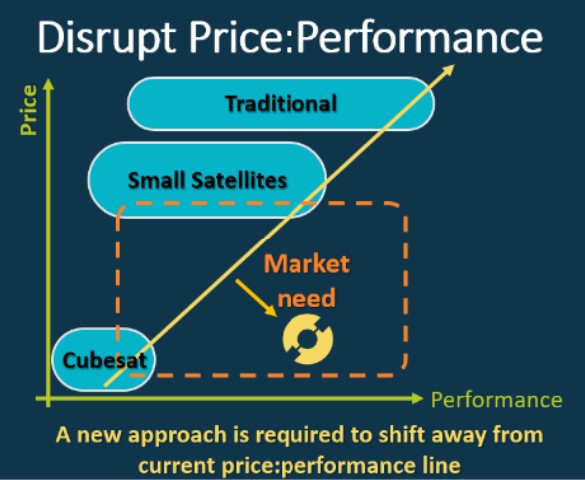 Disrupt Price:Performance
Price
Traditional
Small Satellites
Market
need
Cubesat
Performance
A new approach is required to shift away from
current price:performance line